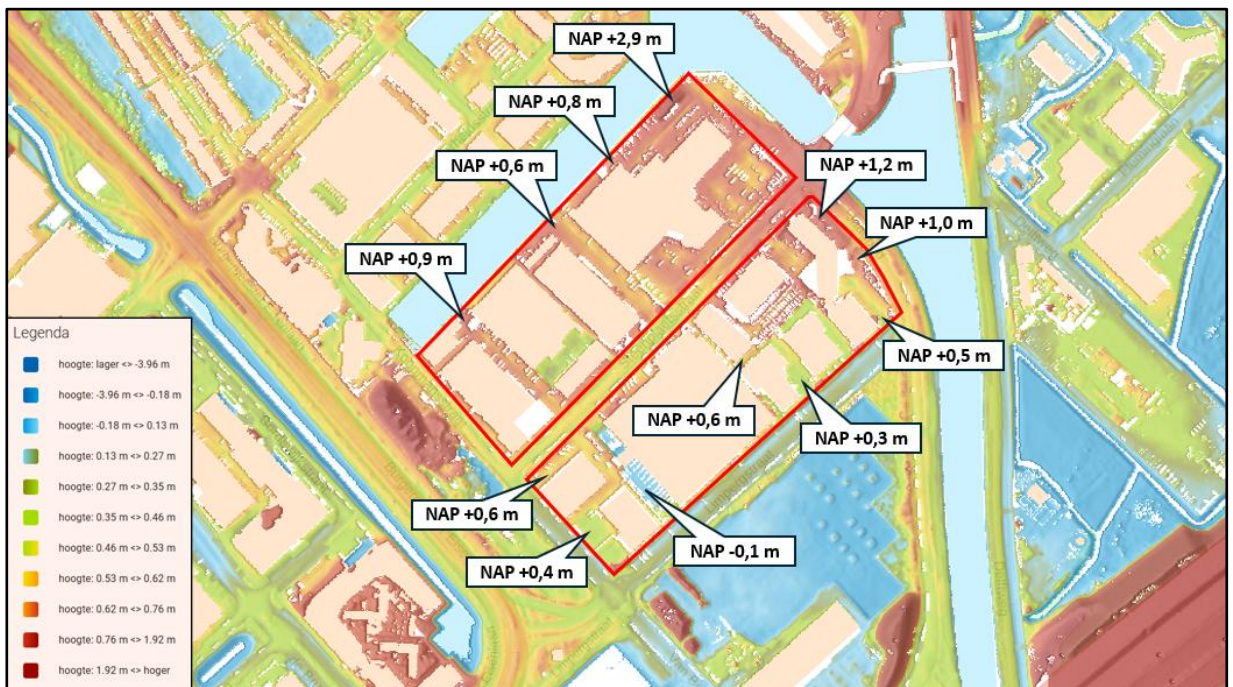 NAP +2,9 m
NAP +0,8 m
NAP +0,6 m
NAP +1,2 m
NAP +1,0 m
NAP +0,9 m
NAP +0,5 m
NAP +0,6 m
NAP +0,3 m
NAP +0,6 m
NAP -0,1 m
NAP +0,4 m
Legenda
hoogte: lager <> -3.96 m
hoogte: -3.96 m <> -0.18 m
hoogte: -0.18 m <> 0.13 m
hoogte: 0.13 m <> 0.27 m
hoogte: 0.27 m <> 0.35 m
hoogte: 0.35 m <> 0.46 m
hoogte: 0.46 m <> 0.53 m
hoogte: 0.53 m <> 0.62 m
hoogte: 0.62 m <> 0.76 m
hoogte: 0.76 m <> 1.92 m
hoogte: 1.92 m <> hoger